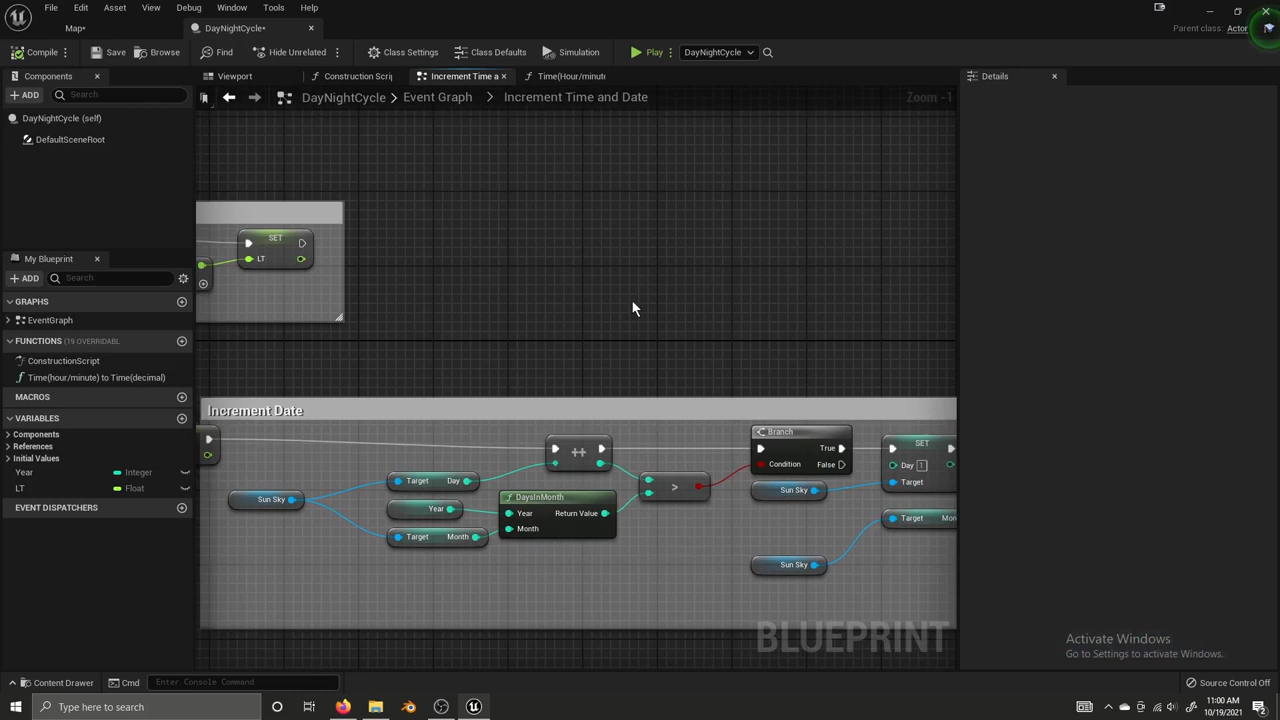 File Edit Asset View Debug Window Tools Help
Map*
DayNightCycle*
Parent class: Actor
Compile Save Browse Find Hide Unrelated Class Settings Class Defaults Simulation Play DayNightCycle
Components
Viewport Construction Scrip Increment Time a Time(Hour/minute Details
ADD Search
DayNightCycle > Event Graph > Increment Time and Date
Zoom -1
DayNightCycle (self)
DefaultSceneRoot
My Blueprint
ADD Search
GRAPHS
EventGraph
FUNCTIONS (19 OVERRIDABL
ConstructionScript
Time(hour/minute) to Time(decimal)
MACROS
VARIABLES
Components
References
Initial Values
Year Integer
LT Float
EVENT DISPATCHERS
SET
LT
Increment Date
++
Branch
True
Condition False
SET
Day 1
Target
Target Day
Sun Sky
Year
Target Month
DaysInMonth
Year Return Value
Month
>
Sun Sky
Target Mon
Sun Sky
BLUEPRINT
Activate Windows
Go to Settings to activate Windows.
Content Drawer Cmd Enter Console Command Source Control Off
Type here to search
11:00 AM
10/19/2021
2